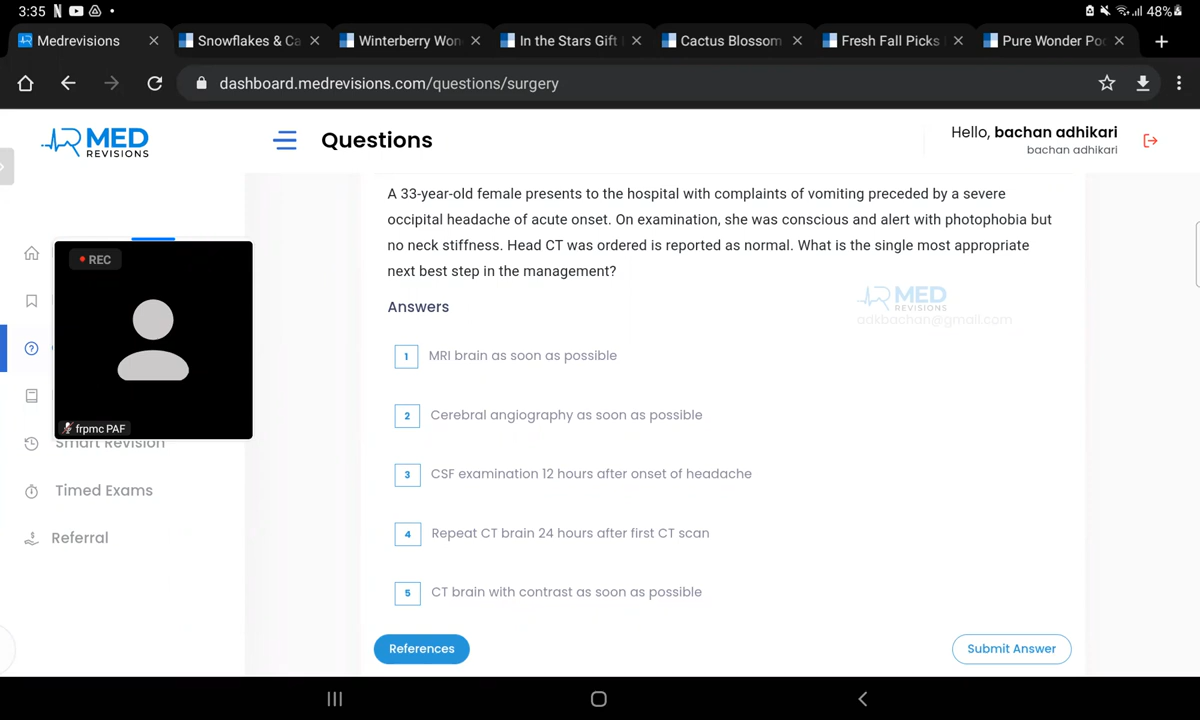 3:35
48%
Medrevisions
Snowflakes & Ca
Winterberry Won
In the Stars Gift
Cactus Blossom
Fresh Fall Picks
Pure Wonder Po
dashboard.medrevisions.com/questions/surgery
MED
REVISIONS
Questions
Hello, bachan adhikari
bachan adhikari
A 33-year-old female presents to the hospital with complaints of vomiting preceded by a severe
occipital headache of acute onset. On examination, she was conscious and alert with photophobia but
no neck stiffness. Head CT was ordered is reported as normal. What is the single most appropriate
next best step in the management?
REC
MED
REVISIONS
adkbachan@gmail.com
Answers
1 MRI brain as soon as possible
2 Cerebral angiography as soon as possible
frpmc PAF
Smart Revision
3 CSF examination 12 hours after onset of headache
Timed Exams
4 Repeat CT brain 24 hours after first CT scan
Referral
5 CT brain with contrast as soon as possible
References
Submit Answer